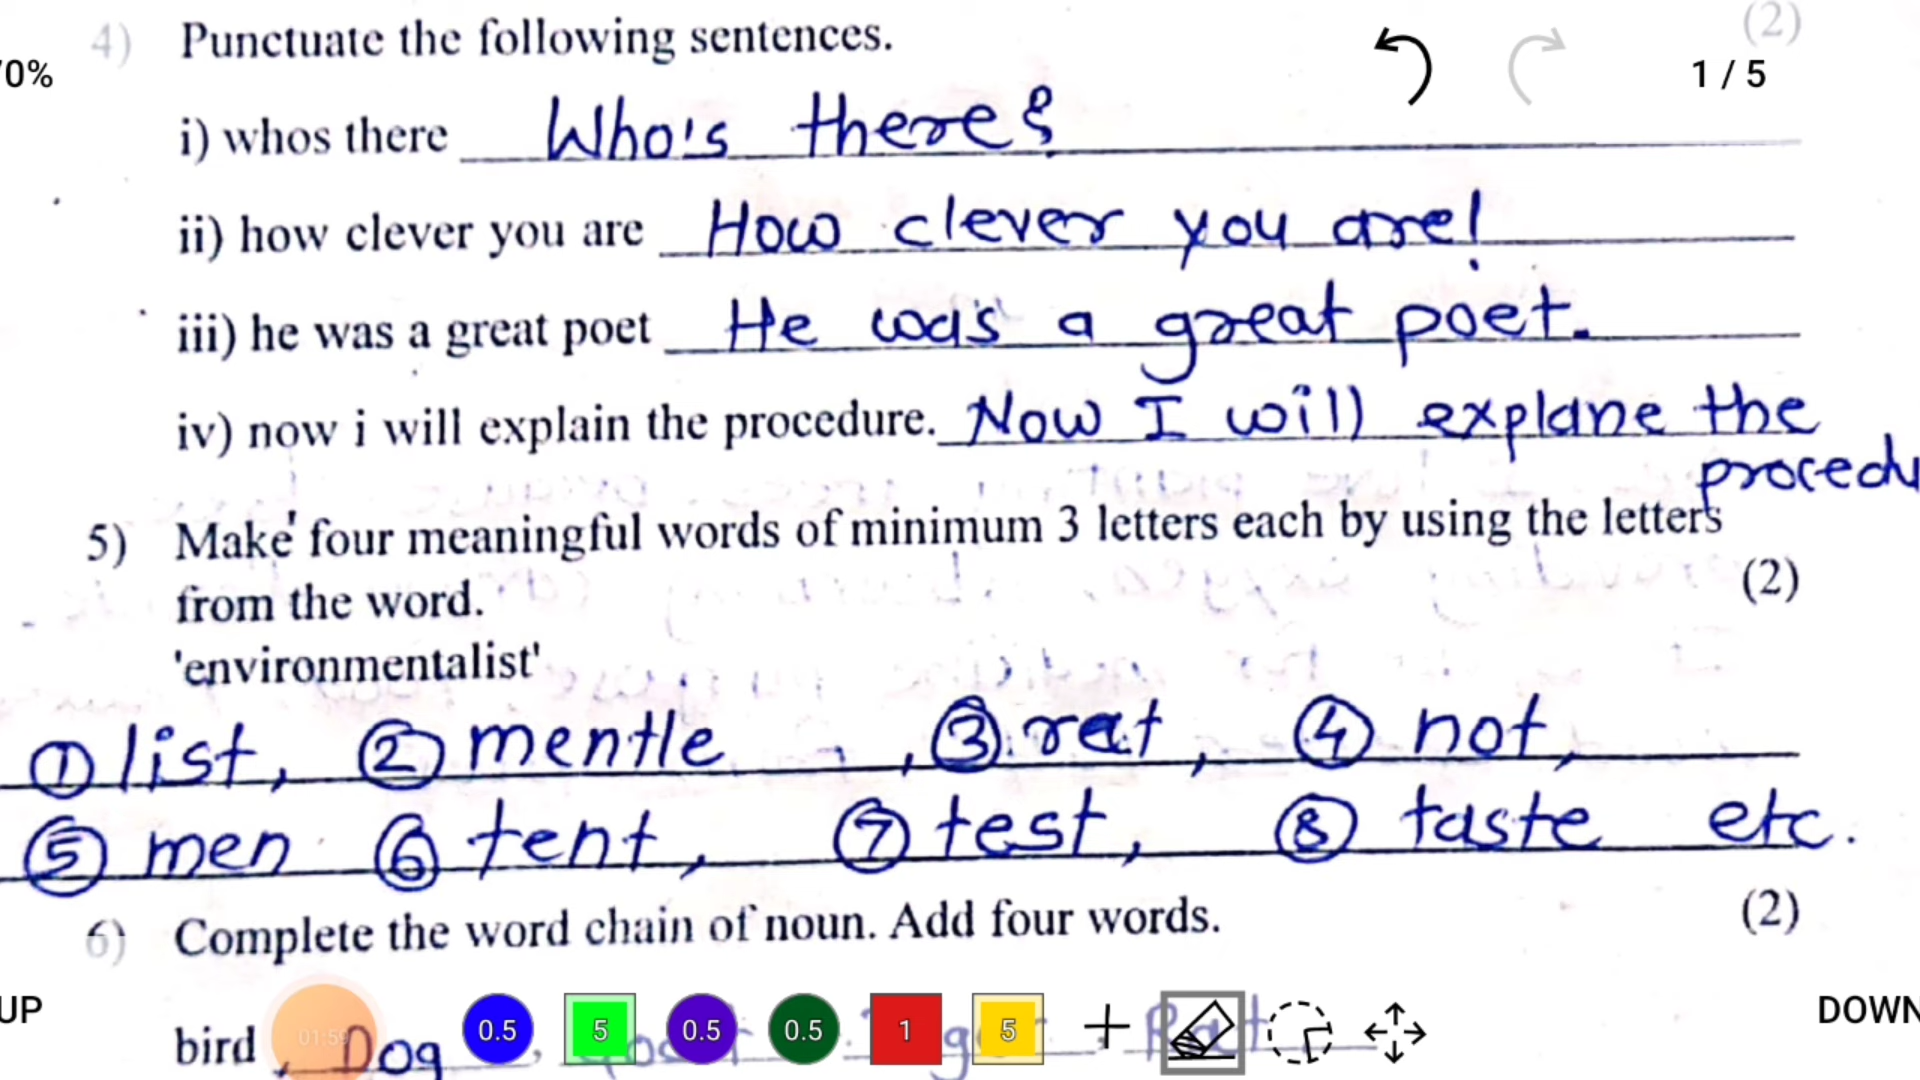 4) Punctuate the following sentences. (2)
70% 1 / 5
i) whos there Who's there?
ii) how clever you are How clever you are!
iii) he was a great poet He was a great poet.
iv) now i will explain the procedure. Now I will explane the
procedu
5) Make four meaningful words of minimum 3 letters each by using the letters
from the word. (2)
'environmentalist'
① list, ② mentle , ③ rat, ④ not,
⑤ men ⑥ tent, ⑦ test, ⑧ taste etc.
6) Complete the word chain of noun. Add four words. (2)
UP 01:59 0.5 5 0.5 0.5 1 5 DOWN
bird , Dog , Rat